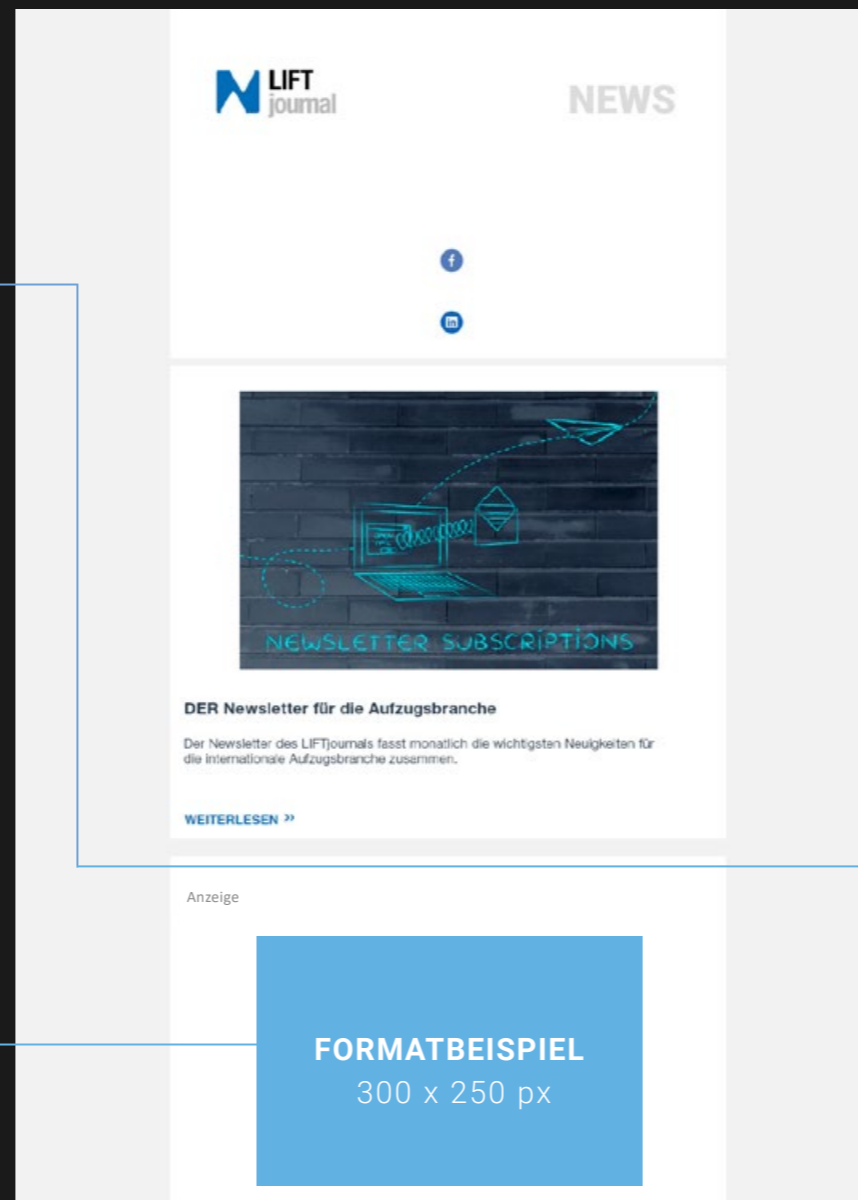 LIFT
journal
NEWS
f
in
NEWSLETTER SUBSCRIPTIONS
DER Newsletter für die Aufzugsbranche
Der Newsletter des LIFTjournals fasst monatlich die wichtigsten Neuigkeiten für
die internationale Aufzugsbranche zusammen.
WEITERLESEN »
Anzeige
FORMATBEISPIEL
300 x 250 px